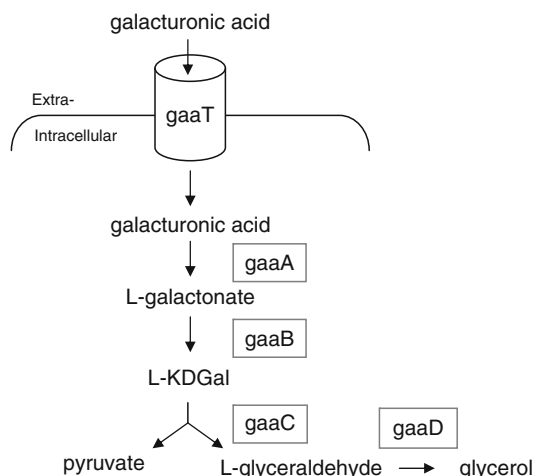 galacturonic acid
Extra-
gaaT
Intracellular
galacturonic acid
gaaA
L-galactonate
gaaB
L-KDGal
gaaC
gaaD
pyruvate
L-glyceraldehyde
glycerol